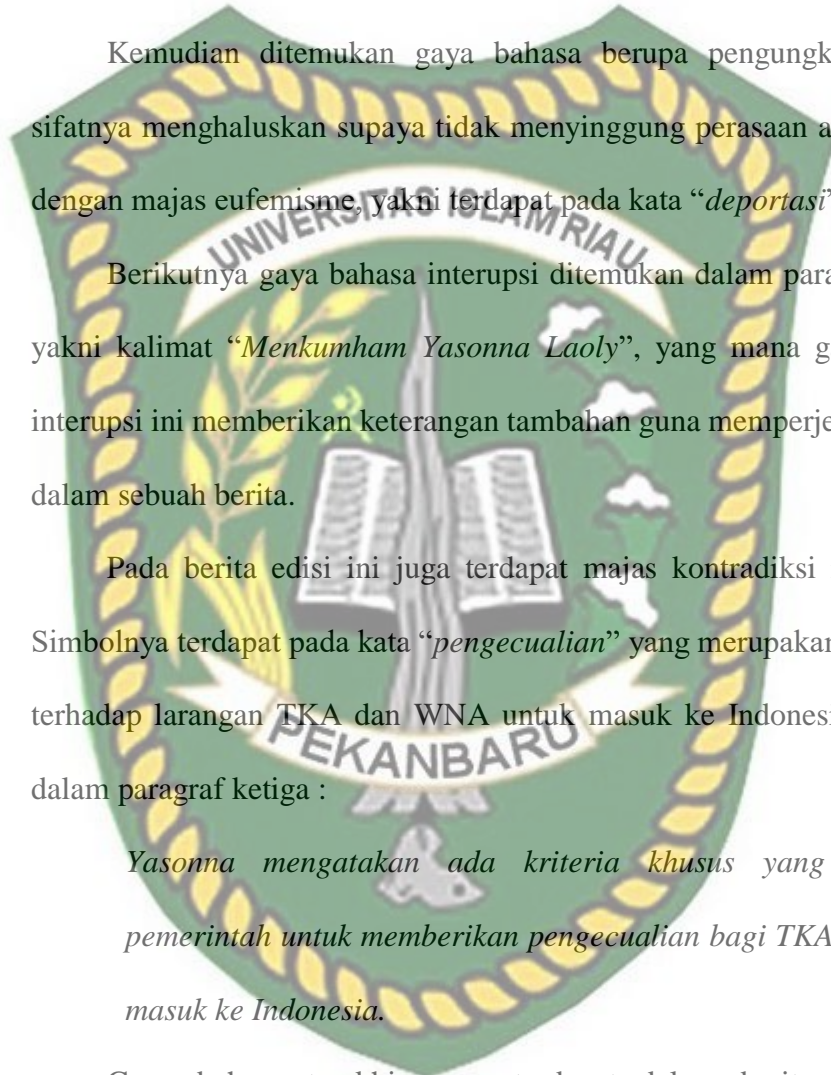 Kemudian ditemukan gaya bahasa berupa pengungk
sifatnya menghaluskan supaya tidak menyinggung perasaan a
dengan majas eufemisme, yakni terdapat pada kata “deportasi”
UNIVERSITAS ISLAM RIAU
Berikutnya gaya bahasa interupsi ditemukan dalam para
yakni kalimat “Menkumham Yasonna Laoly”, yang mana g
interupsi ini memberikan keterangan tambahan guna memperje
dalam sebuah berita.
Pada berita edisi ini juga terdapat majas kontradiksi
Simbolnya terdapat pada kata “pengecualian” yang merupakan
terhadap larangan TKA dan WNA untuk masuk ke Indonesi
PEKANBARU
dalam paragraf ketiga :
Yasonna mengatakan ada kriteria khusus yang
pemerintah untuk memberikan pengecualian bagi TKA
masuk ke Indonesia.